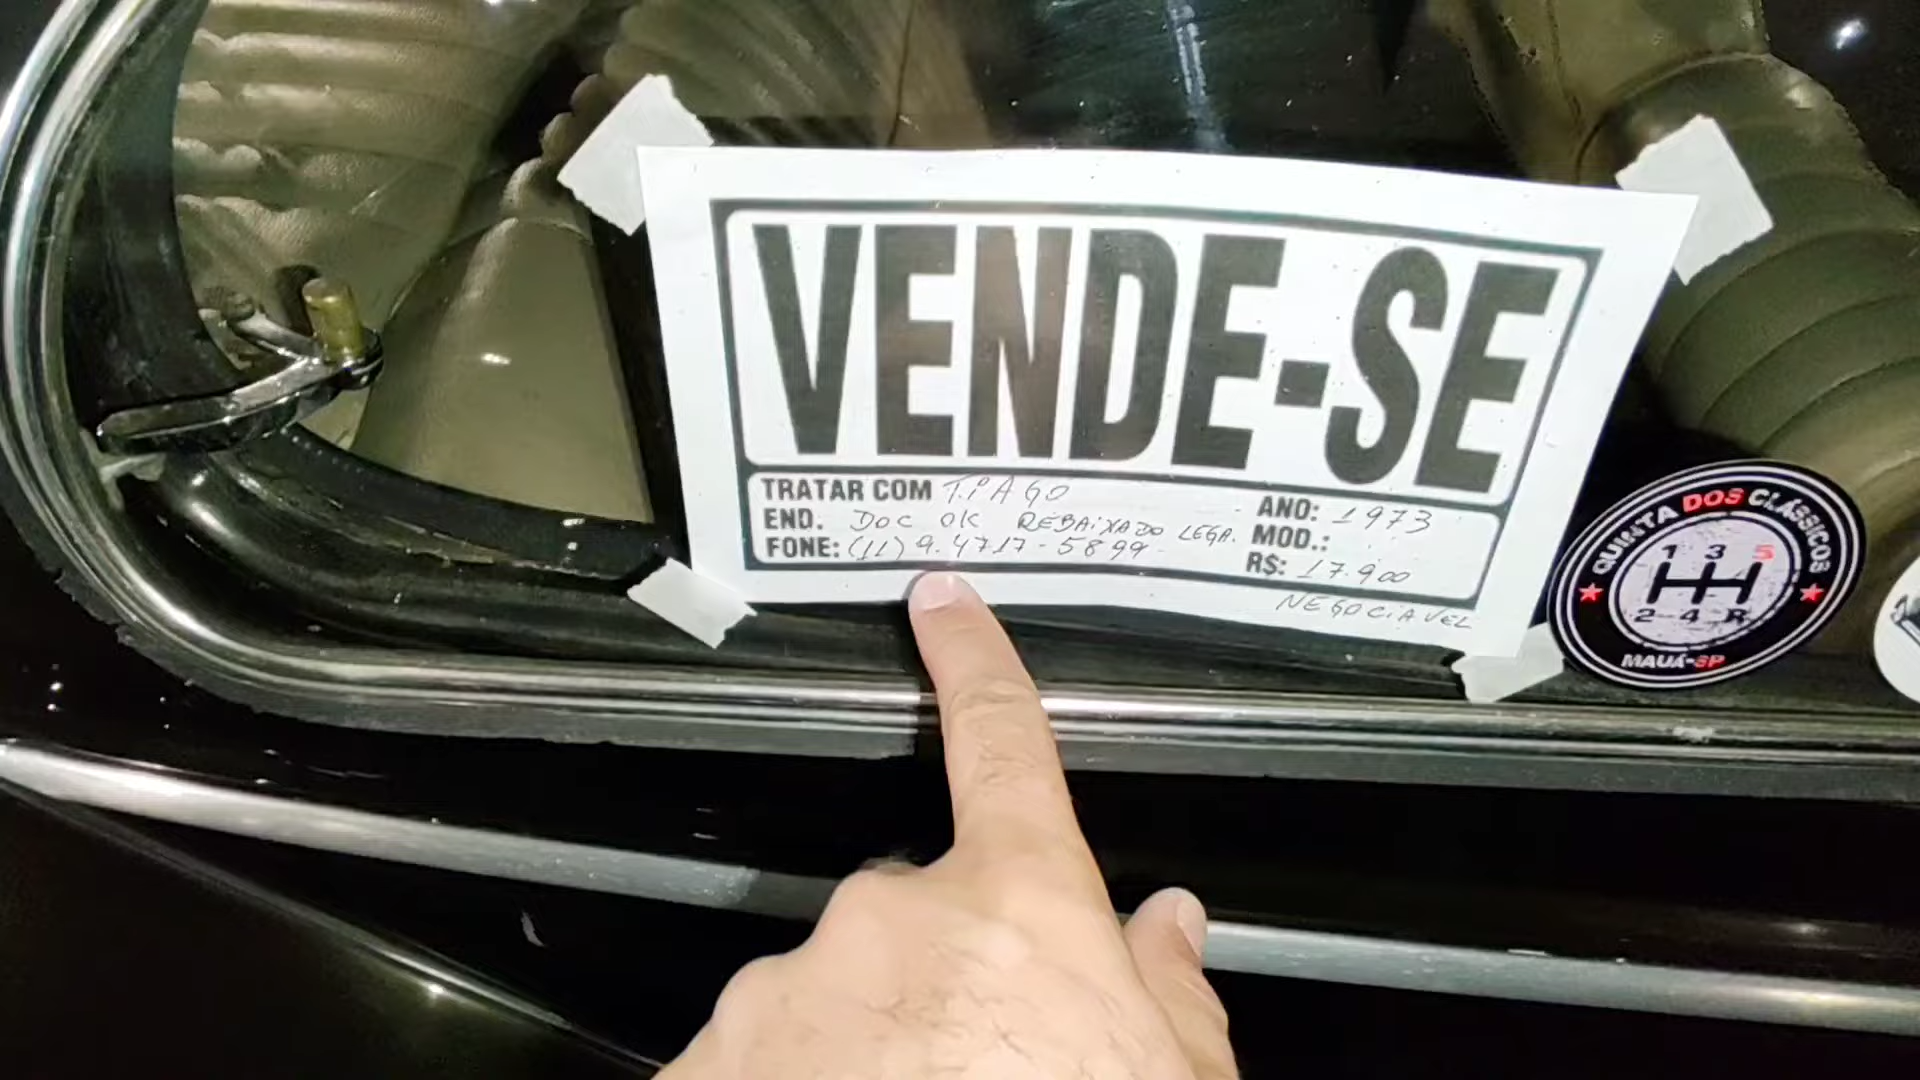 VENDE-SE
TRATAR COM TIAGO
END. DOC OK REBAIXADO LEGA.
FONE: (11) 9.4717-5899
ANO: 1973
MOD.:
R$: 17.900
NEGOCIAVEL
QUINTA DOS CLÁSSICOS
1 3 5
2 4 R
MAUÁ-SP